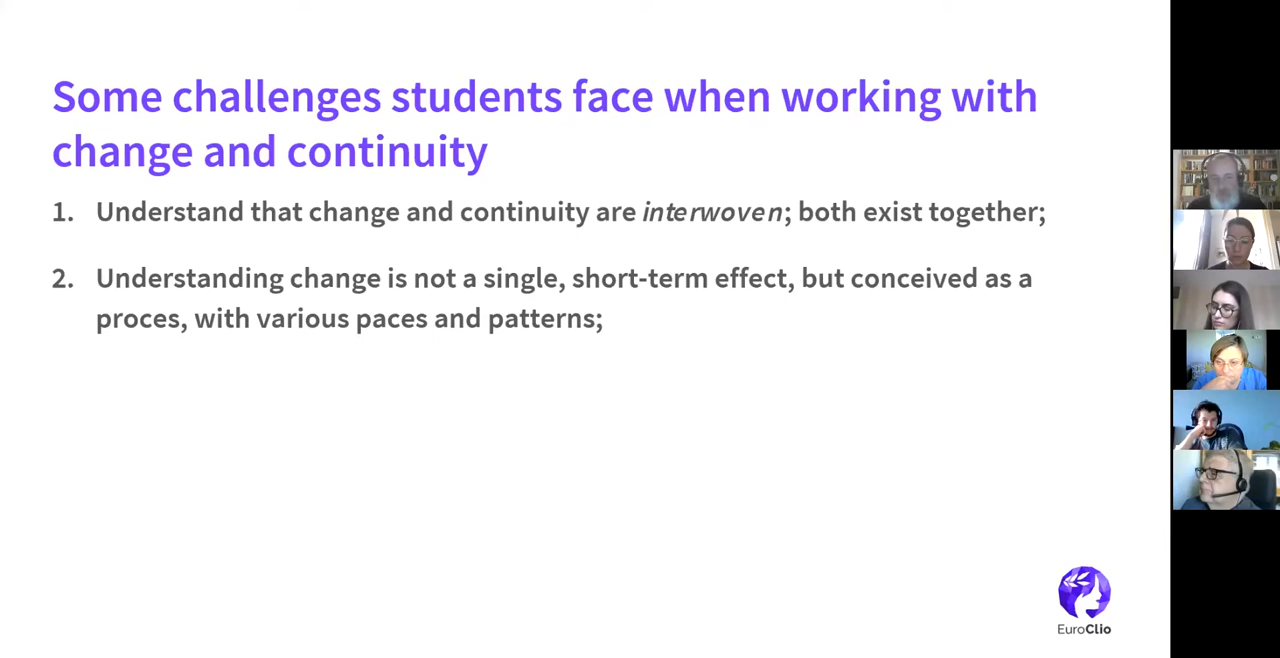 Some challenges students face when working with
change and continuity
1. Understand that change and continuity are interwoven; both exist together;
2. Understanding change is not a single, short-term effect, but conceived as a
proces, with various paces and patterns;
EuroClio